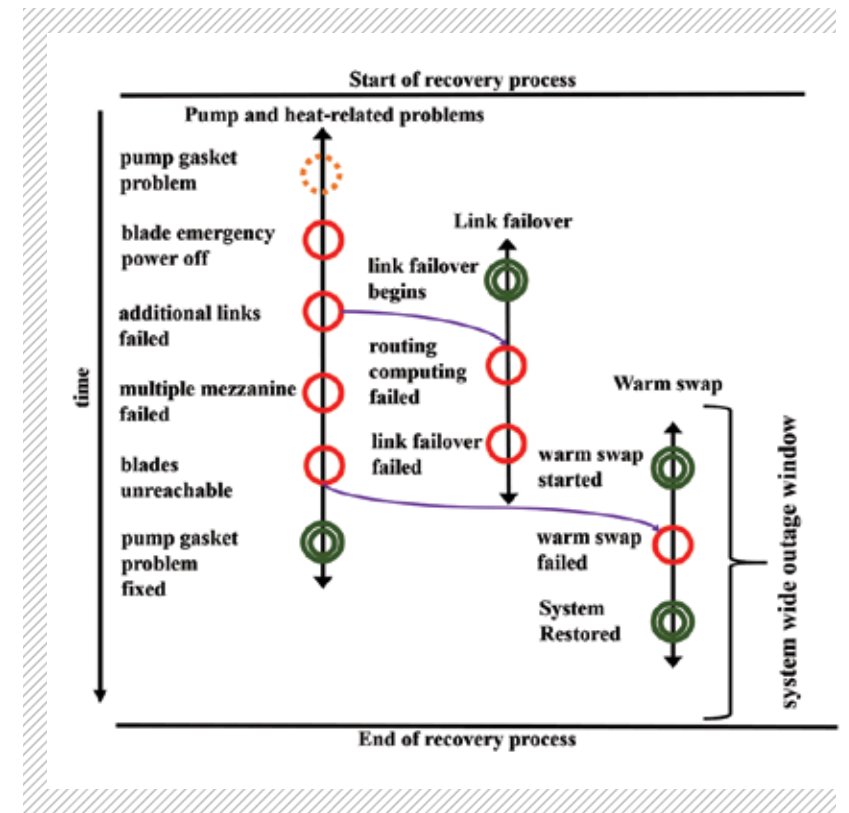 Start of recovery process
Pump and heat-related problems
pump gasket
problem
blade emergency
power off
additional links
failed
multiple mezzanine
failed
blades
unreachable
pump gasket
problem
fixed
time
Link failover
link failover
begins
routing
computing
failed
link failover
failed
Warm swap
warm swap
started
warm swap
failed
System
Restored
system wide outage window
End of recovery process